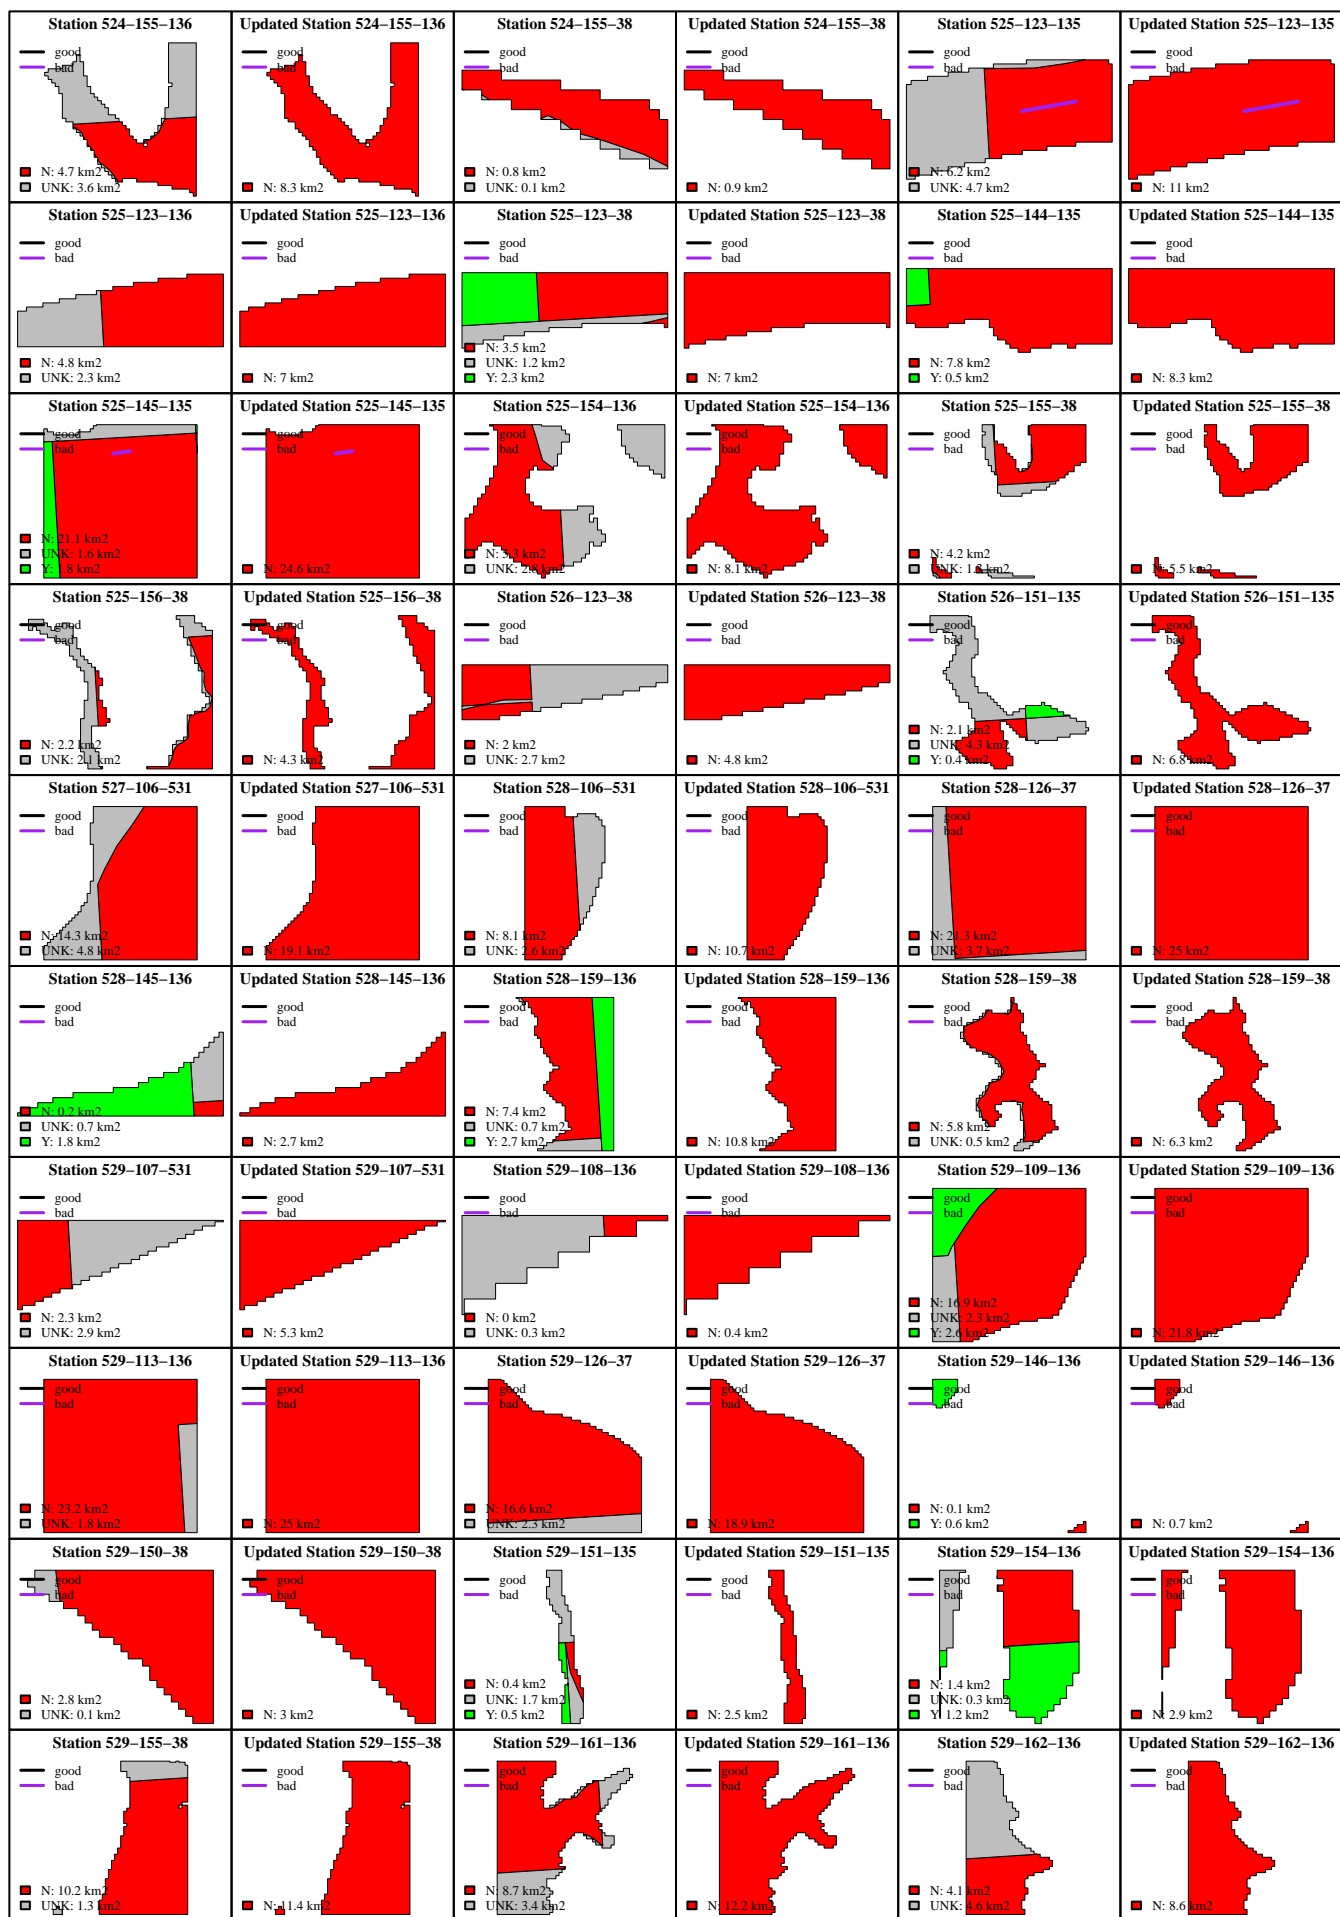 Station 524−155−136
good
bad
N: 4.7 km2
UNK: 3.6 km2
Updated Station 524−155−136
good
bad
N: 8.3 km2
Station 524−155−38
good
bad
N: 0.8 km2
UNK: 0.1 km2
Updated Station 524−155−38
good
bad
N: 0.9 km2
Station 525−123−135
good
bad
N: 6.2 km2
UNK: 4.7 km2
Updated Station 525−123−135
good
bad
N: 11 km2
Station 525−123−136
good
bad
N: 4.8 km2
UNK: 2.3 km2
Updated Station 525−123−136
good
bad
N: 7 km2
Station 525−123−38
good
bad
N: 3.5 km2
UNK: 1.2 km2
Y: 2.3 km2
Updated Station 525−123−38
good
bad
N: 7 km2
Station 525−144−135
good
bad
N: 7.8 km2
Y: 0.5 km2
Updated Station 525−144−135
good
bad
N: 8.3 km2
Station 525−145−135
good
bad
N: 21.1 km2
UNK: 1.6 km2
Y: 1.8 km2
Updated Station 525−145−135
good
bad
N: 24.6 km2
Station 525−154−136
good
bad
N: 3.3 km2
UNK: 2.8 km2
Updated Station 525−154−136
good
bad
N: 8.1 km2
Station 525−155−38
good
bad
N: 4.2 km2
UNK: 1.3 km2
Updated Station 525−155−38
good
bad
N: 5.5 km2
Station 525−156−38
good
bad
N: 2.2 km2
UNK: 2.1 km2
Updated Station 525−156−38
good
bad
N: 4.3 km2
Station 526−123−38
good
bad
N: 2 km2
UNK: 2.7 km2
Updated Station 526−123−38
good
bad
N: 4.8 km2
Station 526−151−135
good
bad
N: 2.1 km2
UNK: 4.3 km2
Y: 0.4 km2
Updated Station 526−151−135
good
bad
N: 6.8 km2
Station 527−106−531
good
bad
N: 14.3 km2
UNK: 4.8 km2
Updated Station 527−106−531
good
bad
N: 19.1 km2
Station 528−106−531
good
bad
N: 8.1 km2
UNK: 2.6 km2
Updated Station 528−106−531
good
bad
N: 10.7 km2
Station 528−126−37
good
bad
N: 21.3 km2
UNK: 3.7 km2
Updated Station 528−126−37
good
bad
N: 25 km2
Station 528−145−136
good
bad
N: 0.2 km2
UNK: 0.7 km2
Y: 1.8 km2
Updated Station 528−145−136
good
bad
N: 2.7 km2
Station 528−159−136
good
bad
N: 7.4 km2
UNK: 0.7 km2
Y: 2.7 km2
Updated Station 528−159−136
good
bad
N: 10.8 km2
Station 528−159−38
good
bad
N: 5.8 km2
UNK: 0.5 km2
Updated Station 528−159−38
good
bad
N: 6.3 km2
Station 529−107−531
good
bad
N: 2.3 km2
UNK: 2.9 km2
Updated Station 529−107−531
good
bad
N: 5.3 km2
Station 529−108−136
good
bad
N: 0 km2
UNK: 0.3 km2
Updated Station 529−108−136
good
bad
N: 0.4 km2
Station 529−109−136
good
bad
N: 16.9 km2
UNK: 2.3 km2
Y: 2.6 km2
Updated Station 529−109−136
good
bad
N: 21.8 km2
Station 529−113−136
good
bad
N: 23.2 km2
UNK: 1.8 km2
Updated Station 529−113−136
good
bad
N: 25 km2
Station 529−126−37
good
bad
N: 16.6 km2
UNK: 2.3 km2
Updated Station 529−126−37
good
bad
N: 18.9 km2
Station 529−146−136
good
bad
N: 0.1 km2
Y: 0.6 km2
Updated Station 529−146−136
good
bad
N: 0.7 km2
Station 529−150−38
good
bad
N: 2.8 km2
UNK: 0.1 km2
Updated Station 529−150−38
good
bad
N: 3 km2
Station 529−151−135
good
bad
N: 0.4 km2
UNK: 1.7 km2
Y: 0.5 km2
Updated Station 529−151−135
good
bad
N: 2.5 km2
Station 529−154−136
good
bad
N: 1.4 km2
UNK: 0.3 km2
Y: 1.2 km2
Updated Station 529−154−136
good
bad
N: 2.9 km2
Station 529−155−38
good
bad
N: 10.2 km2
UNK: 1.3 km2
Updated Station 529−155−38
good
bad
N: 11.4 km2
Station 529−161−136
good
bad
N: 8.7 km2
UNK: 3.4 km2
Updated Station 529−161−136
good
bad
N: 12.2 km2
Station 529−162−136
good
bad
N: 4.1 km2
UNK: 4.6 km2
Updated Station 529−162−136
good
bad
N: 8.6 km2